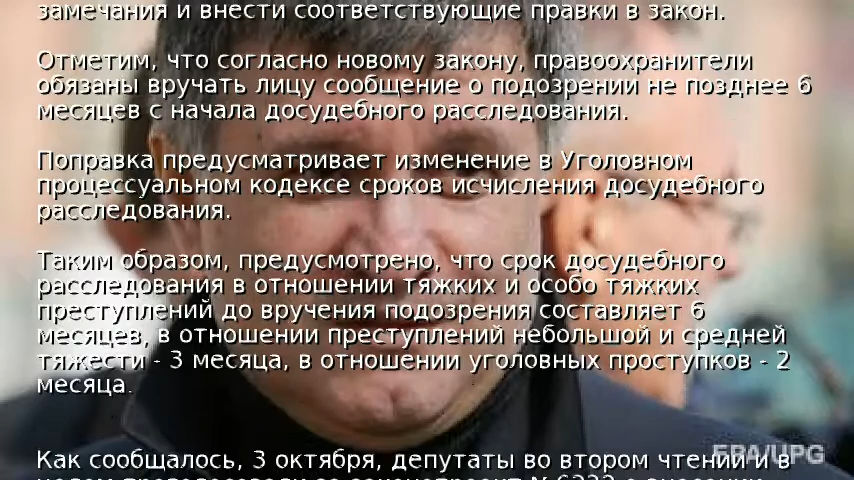 замечания и внести соответствующие правки в закон.
Отметим, что согласно новому закону, правоохранители
обязаны вручать лицу сообщение о подозрении не позднее 6
месяцев с начала досудебного расследования.
Поправка предусматривает изменение в Уголовном
процессуальном кодексе сроков исчисления досудебного
расследования.
Таким образом, предусмотрено, что срок досудебного
расследования в отношении тяжких и особо тяжких
преступлений до вручения подозрения составляет 6
месяцев, в отношении преступлений небольшой и средней
тяжести - 3 месяца, в отношении уголовных проступков - 2
месяца.
Как сообщалось, 3 октября, депутаты во втором чтении и в
EPA/UPG